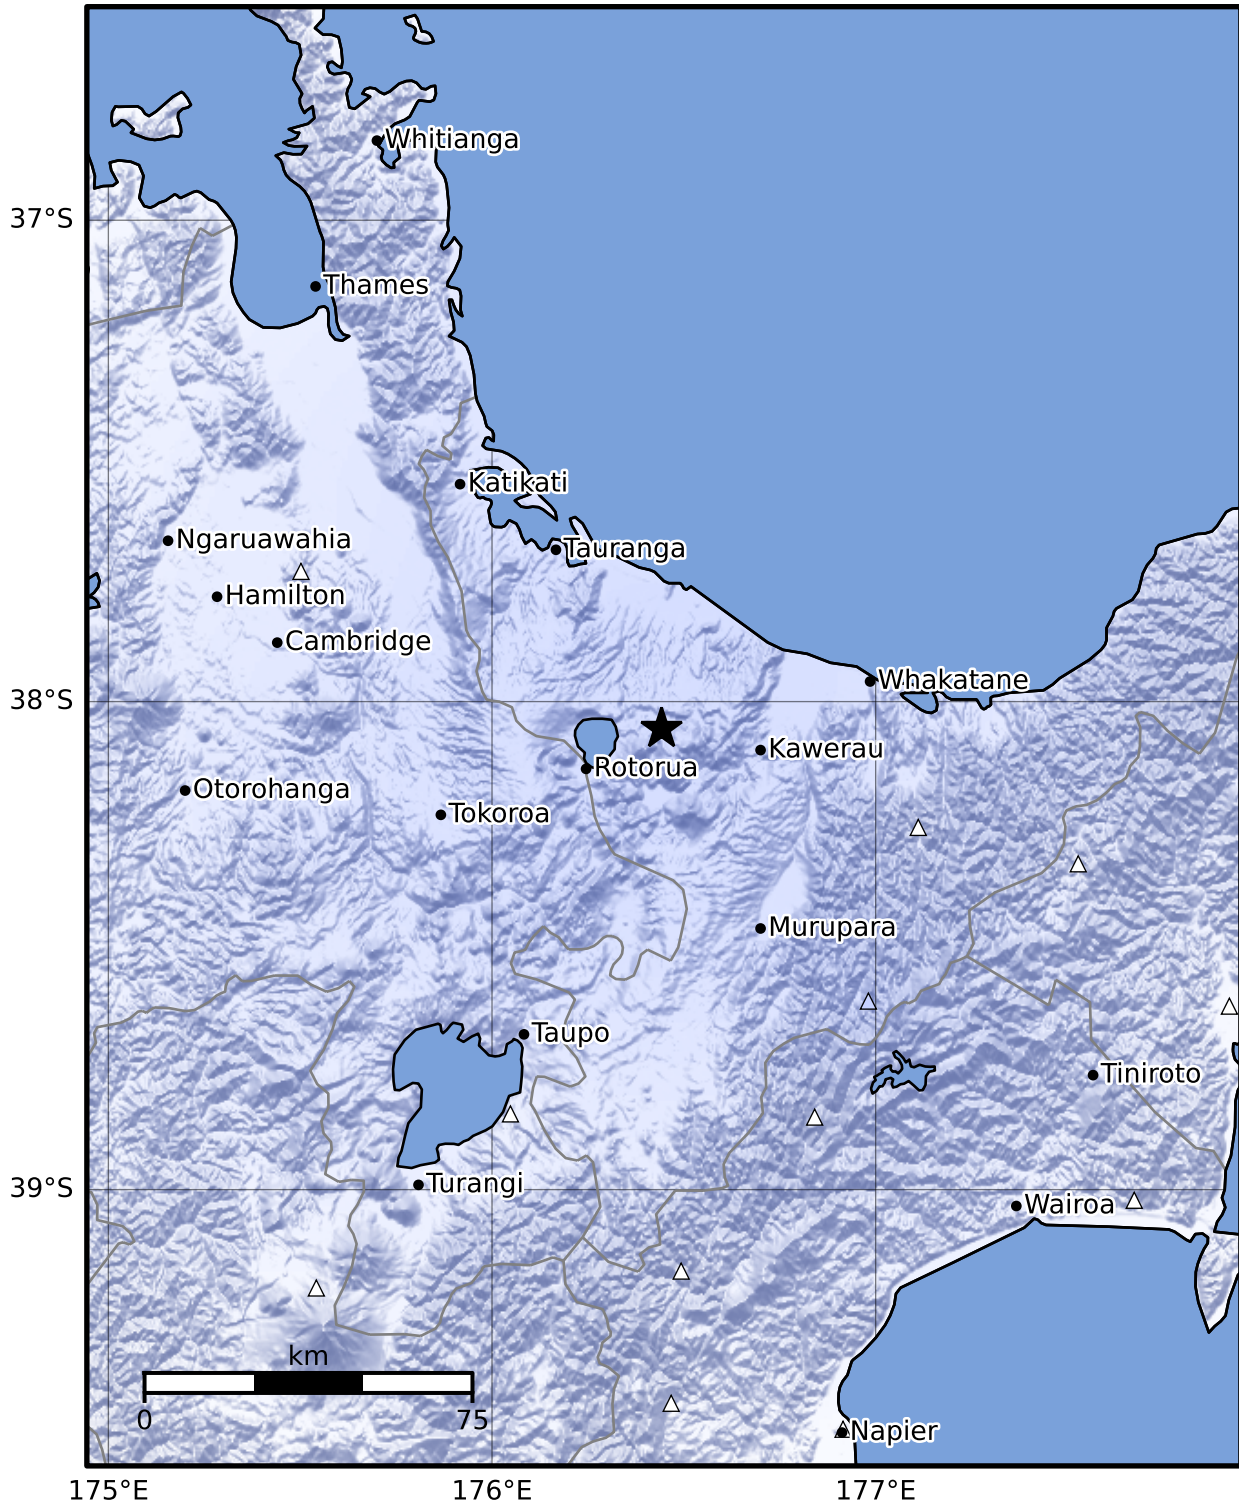 Whitianga
37°S
Thames
Katikati
Ngaruawahia
Tauranga
Hamilton
Cambridge
Whakatane
38°S
Kawerau
Rotorua
Otorohanga
Tokoroa
Murupara
Taupo
Tiniroto
Turangi
39°S
Wairoa
km
0 75
Napier
175°E 176°E 177°E